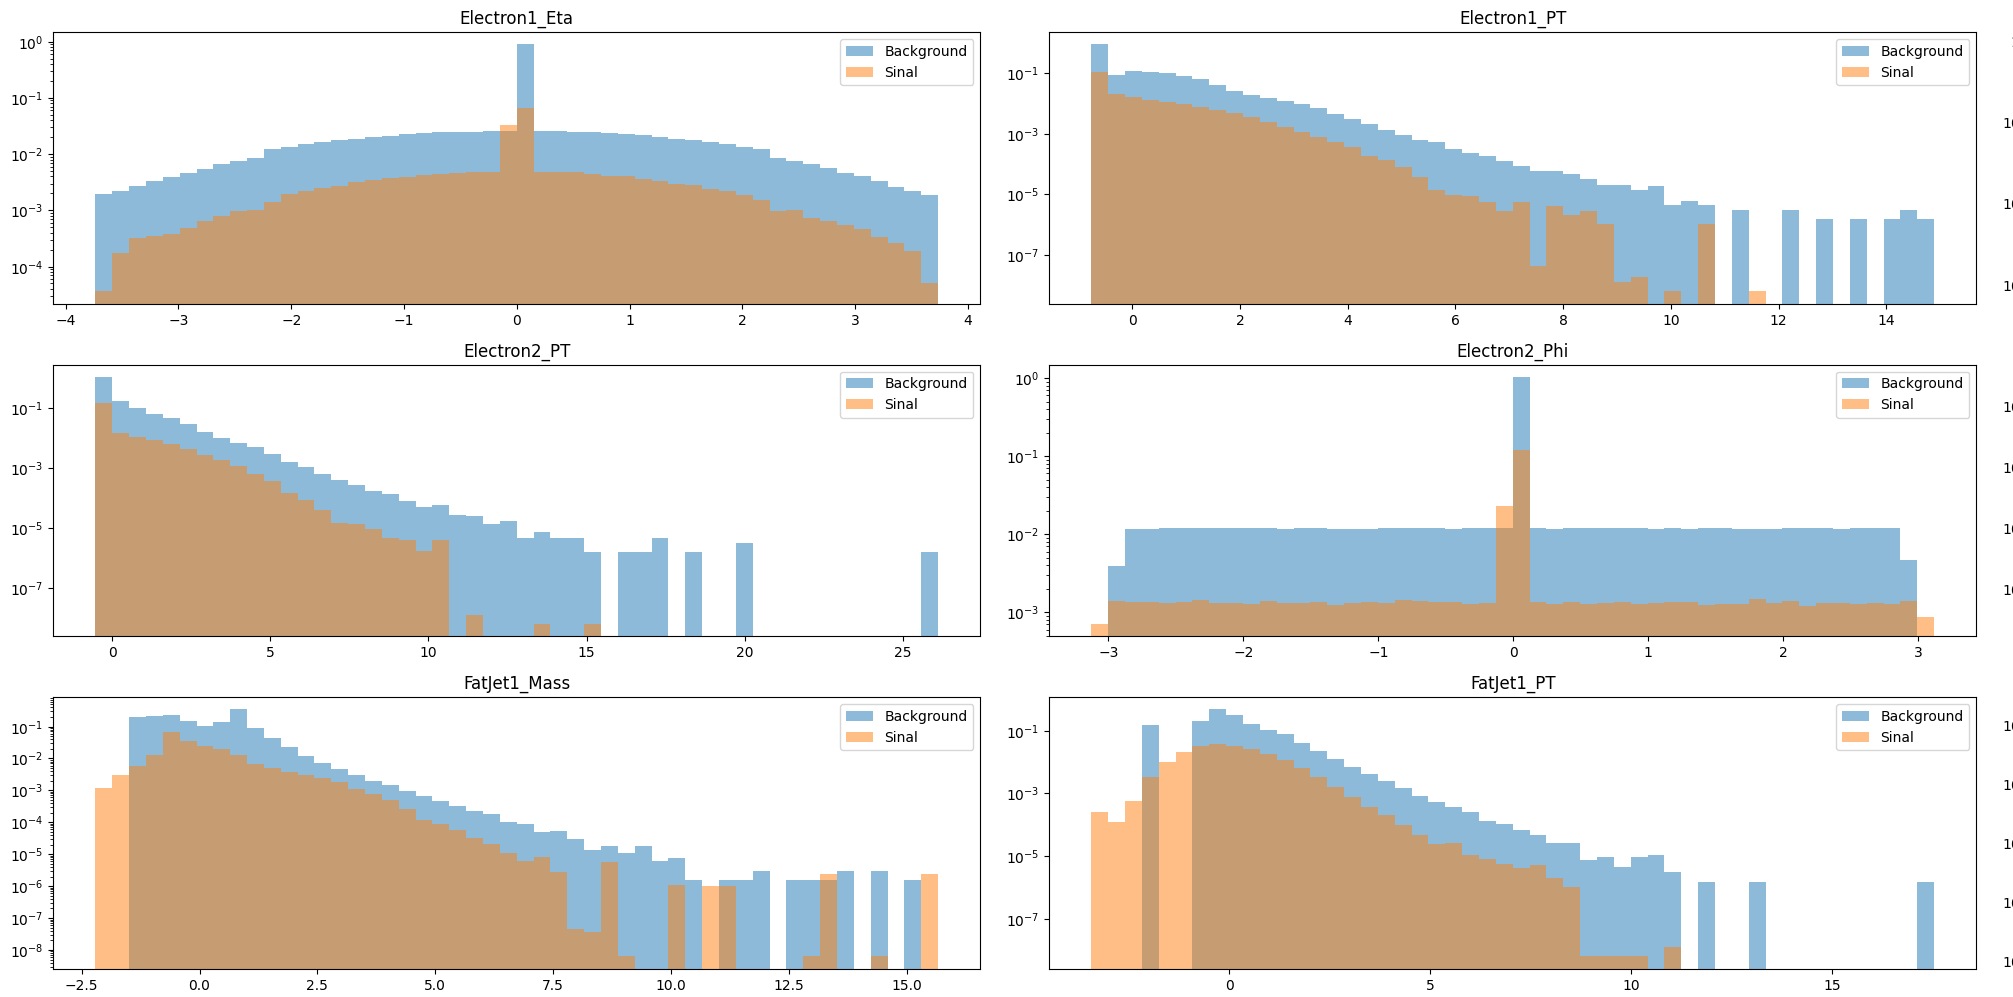 Electron1_Eta
10^0
10^-1
10^-2
10^-3
10^-4
Background
Sinal
−4 −3 −2 −1 0 1 2 3 4
Electron1_PT
10^-1
10^-3
10^-5
10^-7
Background
Sinal
0 2 4 6 8 10 12 14
Electron2_PT
10^-1
10^-3
10^-5
10^-7
Background
Sinal
0 5 10 15 20 25
Electron2_Phi
10^0
10^-1
10^-2
10^-3
Background
Sinal
−3 −2 −1 0 1 2 3
FatJet1_Mass
10^-1
10^-2
10^-3
10^-4
10^-5
10^-6
10^-7
10^-8
Background
Sinal
−2.5 0.0 2.5 5.0 7.5 10.0 12.5 15.0
FatJet1_PT
10^-1
10^-3
10^-5
10^-7
Background
Sinal
0 5 10 15